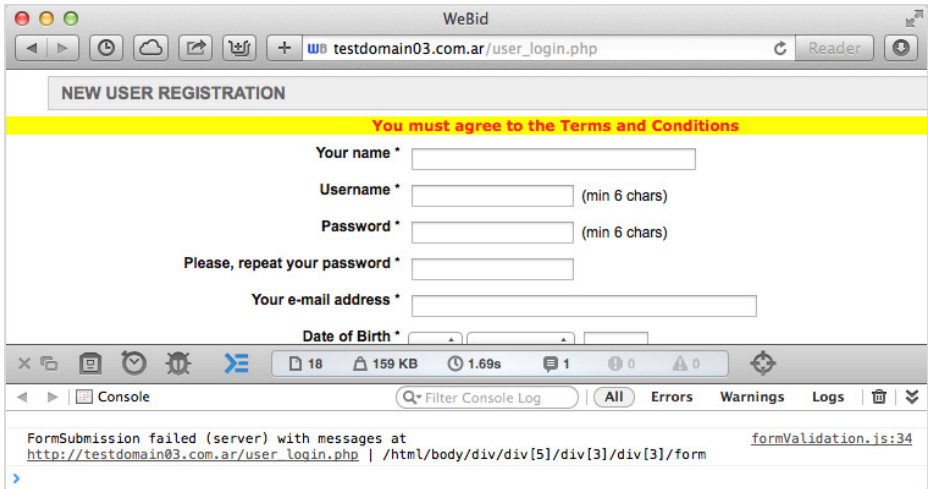 WeBid
WB testdomain03.com.ar/user_login.php
Reader
NEW USER REGISTRATION
You must agree to the Terms and Conditions
Your name *
Username *
(min 6 chars)
Password *
(min 6 chars)
Please, repeat your password *
Your e-mail address *
Date of Birth *
18 159 KB 1.69s 1 0 0
Console
Filter Console Log
All Errors Warnings Logs
FormSubmission failed (server) with messages at
formValidation.js:34
http://testdomain03.com.ar/user_login.php | /html/body/div/div[5]/div[3]/div[3]/form